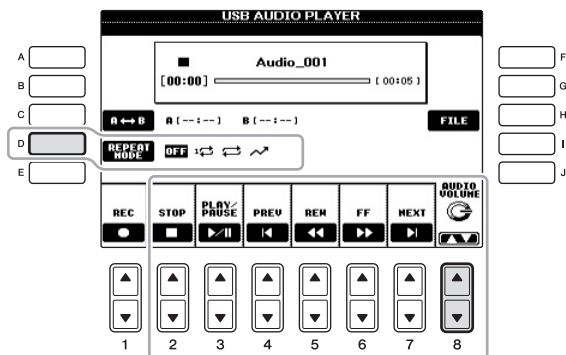 USB AUDIO PLAYER
Audio_001
[00:00] [00:05]
A↔B A[--:--] B[--:--] FILE
REPEAT MODE OFF
AUDIO VOLUME
REC STOP PLAY/PAUSE PREV REW FF NEXT
A
B
C
D
E
F
G
H
I
J
1 2 3 4 5 6 7 8